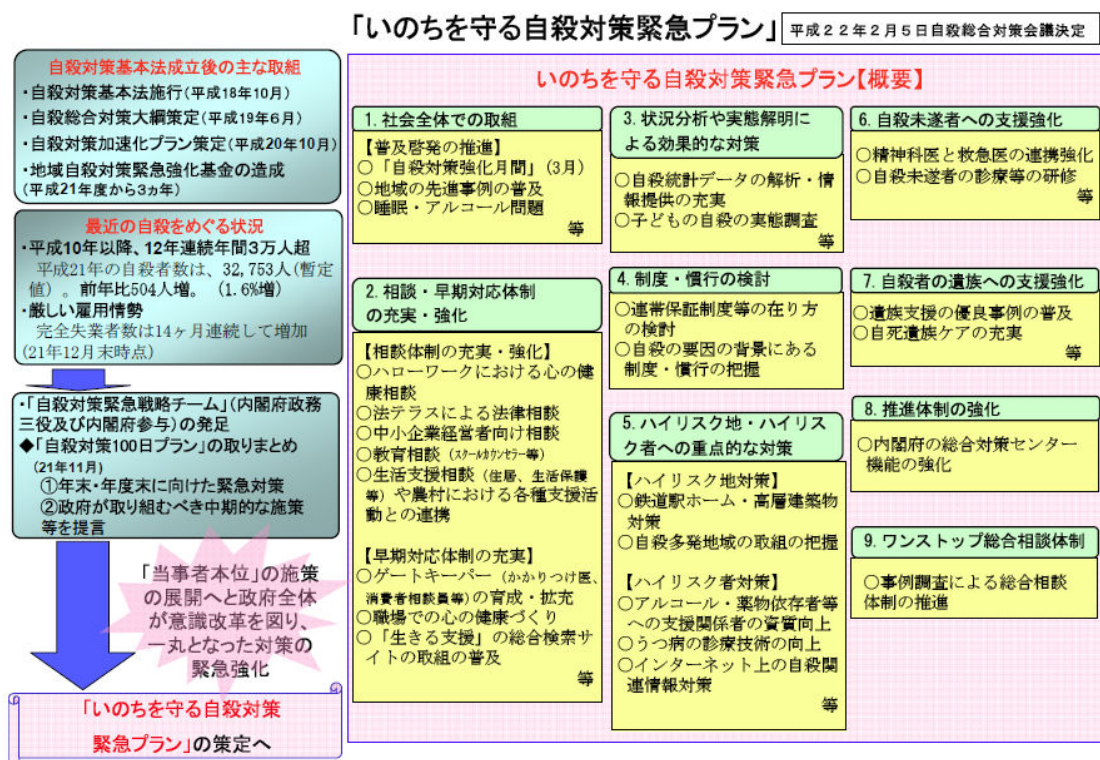 「いのちを守る自殺対策緊急プラン」
平成２２年２月５日自殺総合対策会議決定
自殺対策基本法成立後の主な取組
・自殺対策基本法施行(平成18年10月)
・自殺総合対策大綱策定(平成19年６月)
・自殺対策加速化プラン策定(平成20年10月)
・地域自殺対策緊急強化基金の造成
(平成21年度から3ヵ年)
最近の自殺をめぐる状況
・平成10年以降、12年連続年間３万人超
平成21年の自殺者数は、32,753人(暫定
値）。前年比504人増。（1.6%増）
・厳しい雇用情勢
完全失業者数は14ヶ月連続して増加
(21年12月末時点)
・「自殺対策緊急戦略チーム」(内閣府政務
三役及び内閣府参与)の発足
◆「自殺対策100日プラン」の取りまとめ
(21年11月)
①年末・年度末に向けた緊急対策
②政府が取り組むべき中期的な施策
等を提言
「当事者本位」の施策
の展開へと政府全体
が意識改革を図り、
一丸となった対策の
緊急強化
「いのちを守る自殺対策
緊急プラン」の策定へ
いのちを守る自殺対策緊急プラン【概要】
1. 社会全体での取組
【普及啓発の推進】
○「自殺対策強化月間」(３月)
○地域の先進事例の普及
○睡眠・アルコール問題
等
2. 相談・早期対応体制
の充実・強化
【相談体制の充実・強化】
○ハローワークにおける心の健
康相談
○法テラスによる法律相談
○中小企業経営者向け相談
○教育相談（スクールカウンセラー等）
○生活支援相談（住居、生活保護
等）や農村における各種支援活
動との連携
【早期対応体制の充実】
○ゲートキーパー（かかりつけ医、
消費者相談員等）の育成・拡充
○職場での心の健康づくり
○「生きる支援」の総合検索サ
イトの取組の普及
等
3. 状況分析や実態解明に
よる効果的な対策
○自殺統計データの解析・情
報提供の充実
○子どもの自殺の実態調査
等
4. 制度・慣行の検討
○連帯保証制度等の在り方
の検討
○自殺の要因の背景にある
制度・慣行の把握
5. ハイリスク地・ハイリス
ク者への重点的な対策
【ハイリスク地対策】
○鉄道駅ホーム・高層建築物
対策
○自殺多発地域の取組の把握
【ハイリスク者対策】
○アルコール・薬物依存者等
への支援関係者の資質向上
○うつ病の診療技術の向上
○インターネット上の自殺関
連情報対策
等
6. 自殺未遂者への支援強化
○精神科医と救急医の連携強化
○自殺未遂者の診療等の研修
等
7. 自殺者の遺族への支援強化
○遺族支援の優良事例の普及
○自死遺族ケアの充実
等
8. 推進体制の強化
○内閣府の総合対策センター
機能の強化
9. ワンストップ総合相談体制
○事例調査による総合相談
体制の推進